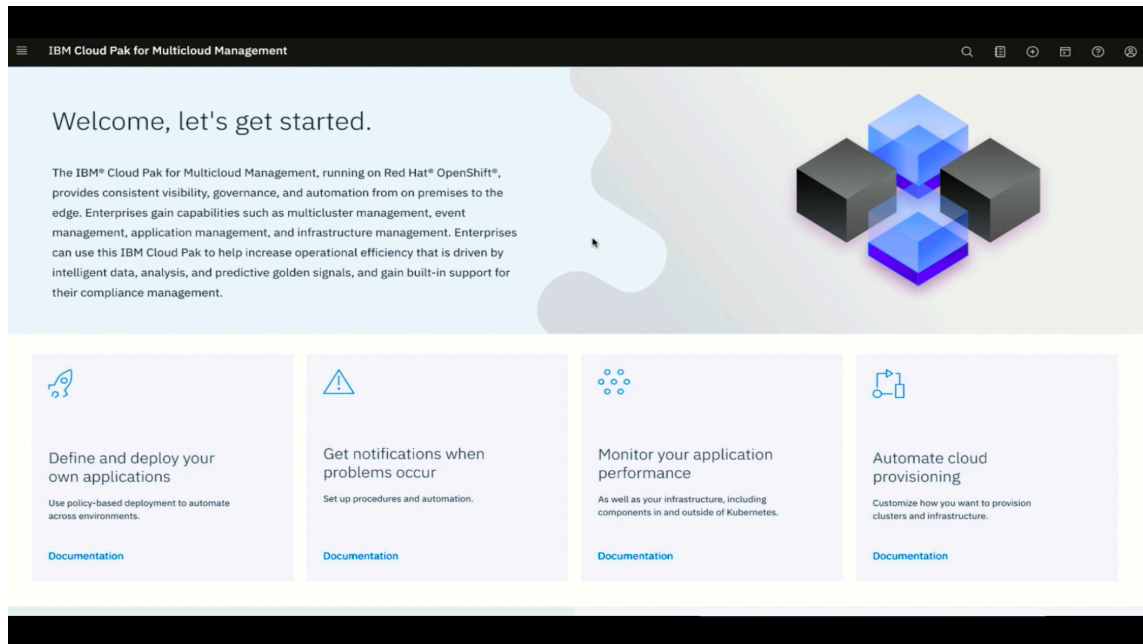 IBM Cloud Pak for Multicloud Management
Welcome, let's get started.
The IBM® Cloud Pak for Multicloud Management, running on Red Hat® OpenShift®,
provides consistent visibility, governance, and automation from on premises to the
edge. Enterprises gain capabilities such as multicluster management, event
management, application management, and infrastructure management. Enterprises
can use this IBM Cloud Pak to help increase operational efficiency that is driven by
intelligent data, analysis, and predictive golden signals, and gain built-in support for
their compliance management.
Define and deploy your
own applications
Use policy-based deployment to automate
across environments.
Documentation
Get notifications when
problems occur
Set up procedures and automation.
Documentation
Monitor your application
performance
As well as your infrastructure, including
components in and outside of Kubernetes.
Documentation
Automate cloud
provisioning
Customize how you want to provision
clusters and infrastructure.
Documentation